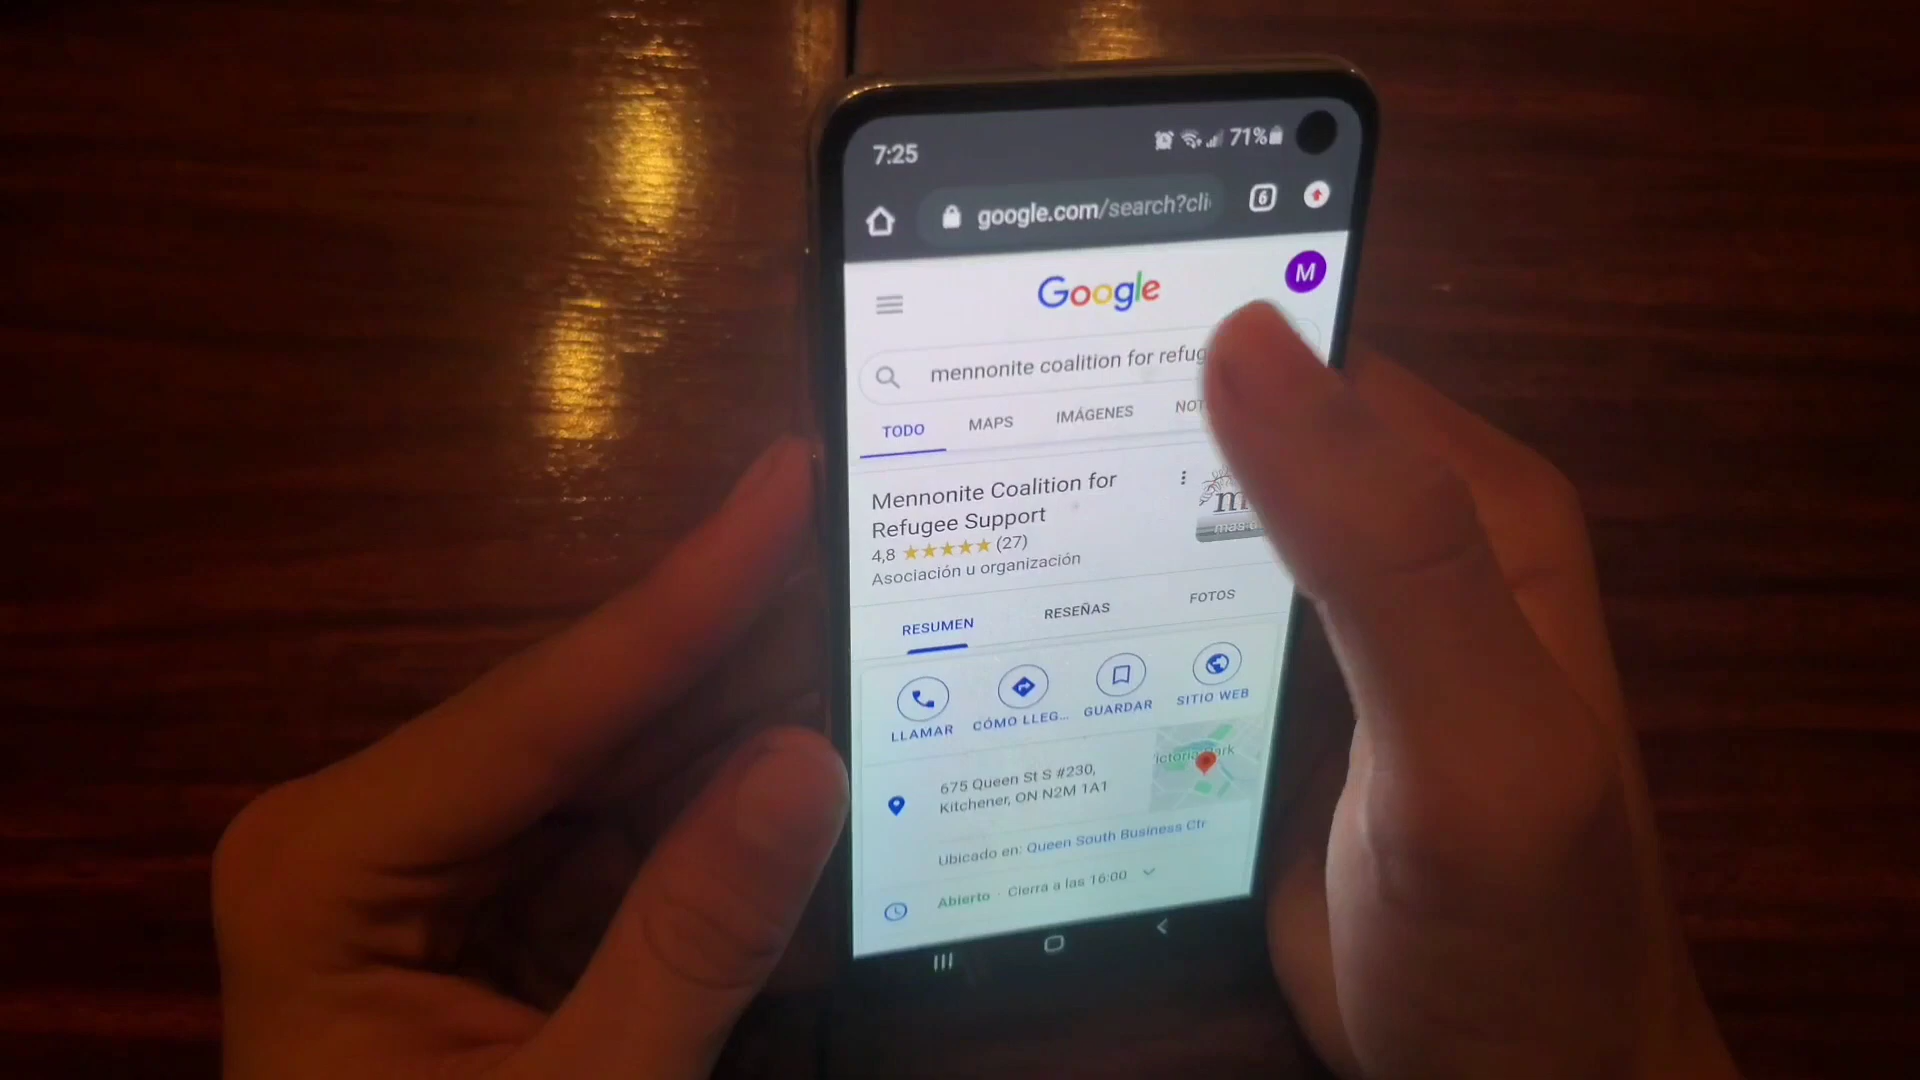 7:25
71%
google.com/search?cli
6
Google
M
mennonite coalition for refug
TODO
MAPS
IMÁGENES
NOT
Mennonite Coalition for
Refugee Support
4,8
(27)
Asociación u organización
RESUMEN
RESEÑAS
FOTOS
LLAMAR
CÓMO LLEG...
GUARDAR
SITIO WEB
675 Queen St S #230,
Kitchener, ON N2M 1A1
ictoria Park
Ubicado en: Queen South Business Ctr
Abierto · Cierra a las 16:00